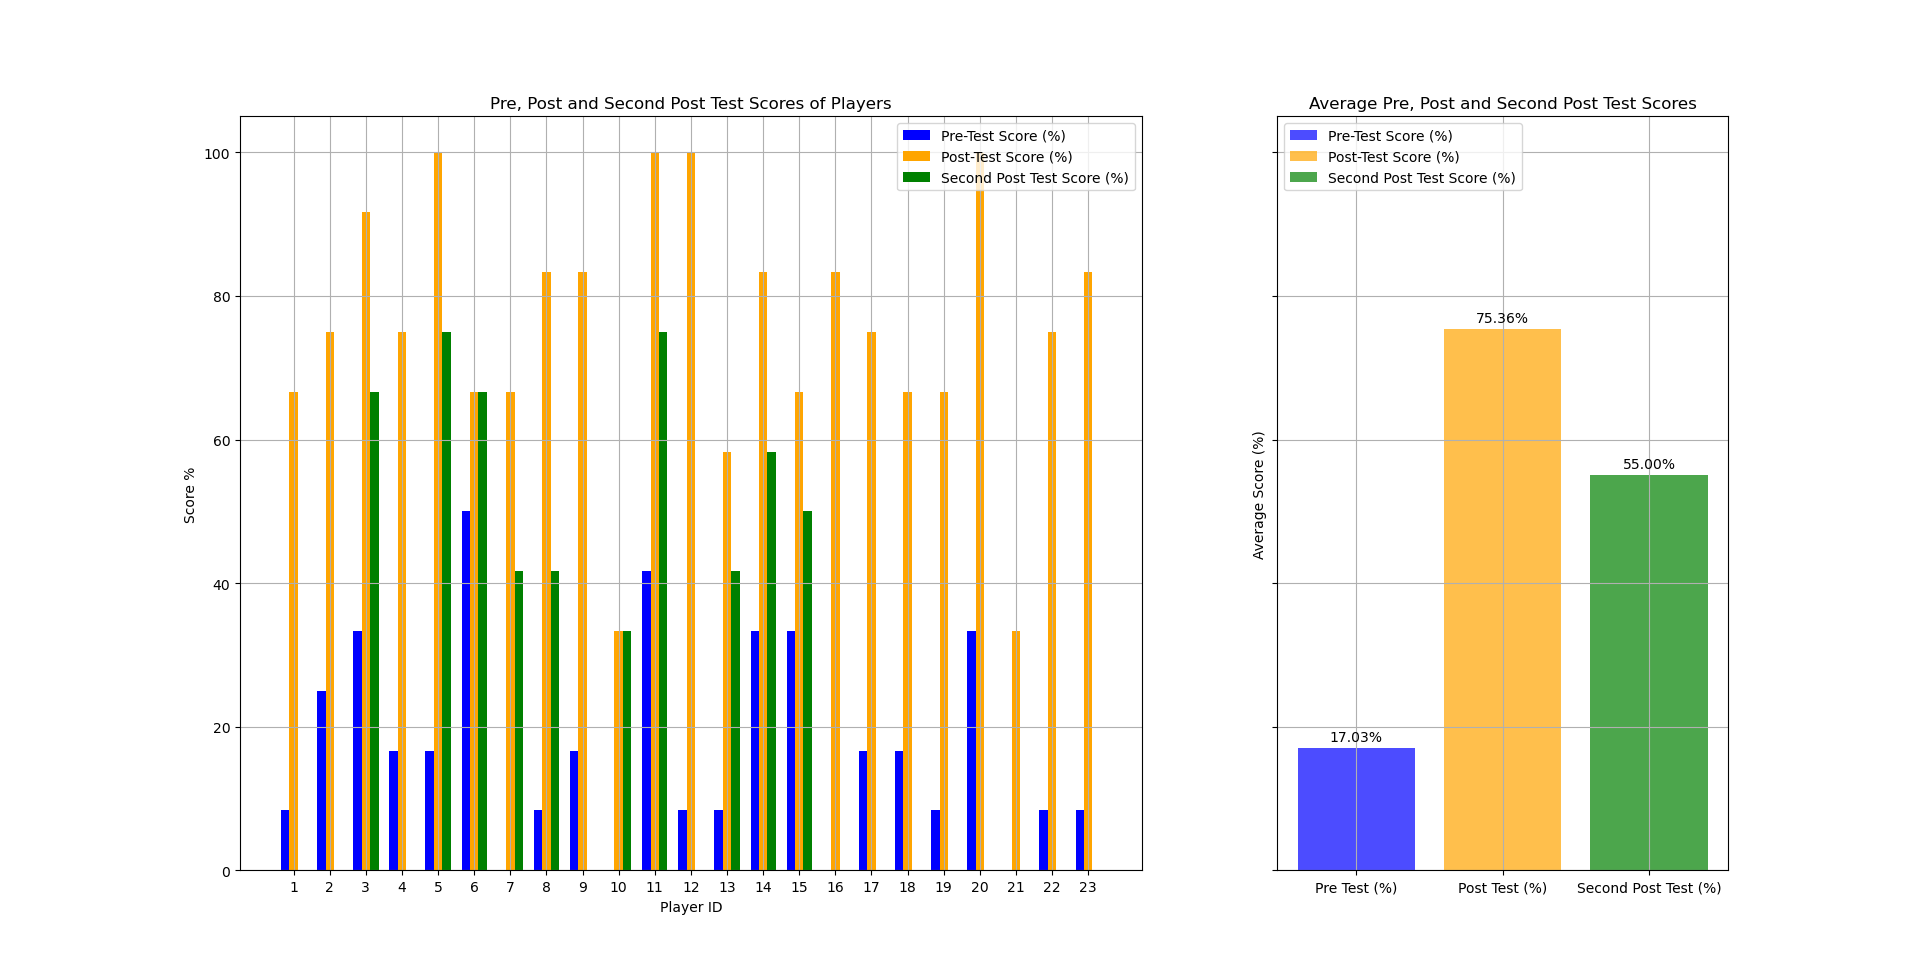 Pre, Post and Second Post Test Scores of Players
Pre-Test Score (%)
Post-Test Score (%)
Second Post Test Score (%)
100
80
60
40
20
0
Score %
1 2 3 4 5 6 7 8 9 10 11 12 13 14 15 16 17 18 19 20 21 22 23
Player ID
Average Pre, Post and Second Post Test Scores
Pre-Test Score (%)
Post-Test Score (%)
Second Post Test Score (%)
Average Score (%)
75.36%
55.00%
17.03%
Pre Test (%) Post Test (%) Second Post Test (%)